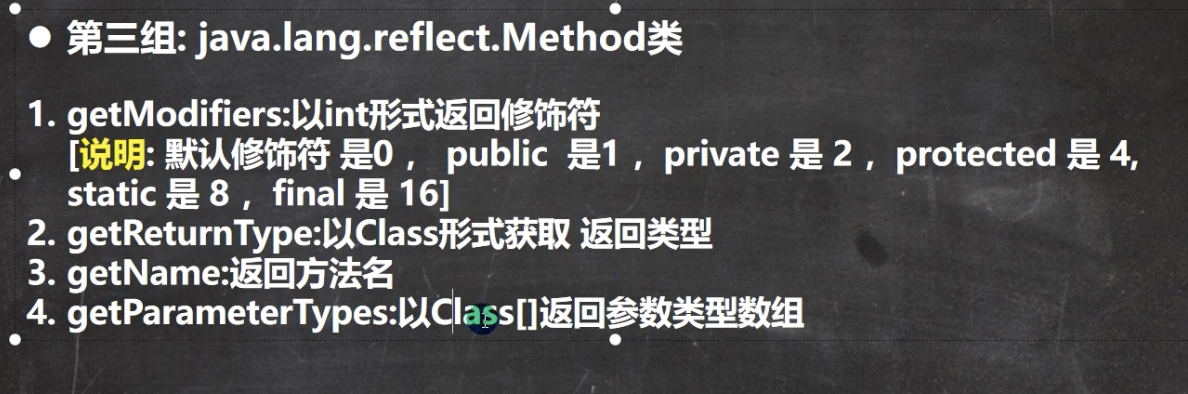 ● 第三组: java.lang.reflect.Method类
1. getModifiers:以int形式返回修饰符
[说明: 默认修饰符 是0 ， public 是1 ，private 是 2 ，protected 是 4,
static 是 8 ，final 是 16]
2. getReturnType:以Class形式获取 返回类型
3. getName:返回方法名
4. getParameterTypes:以Class[]返回参数类型数组